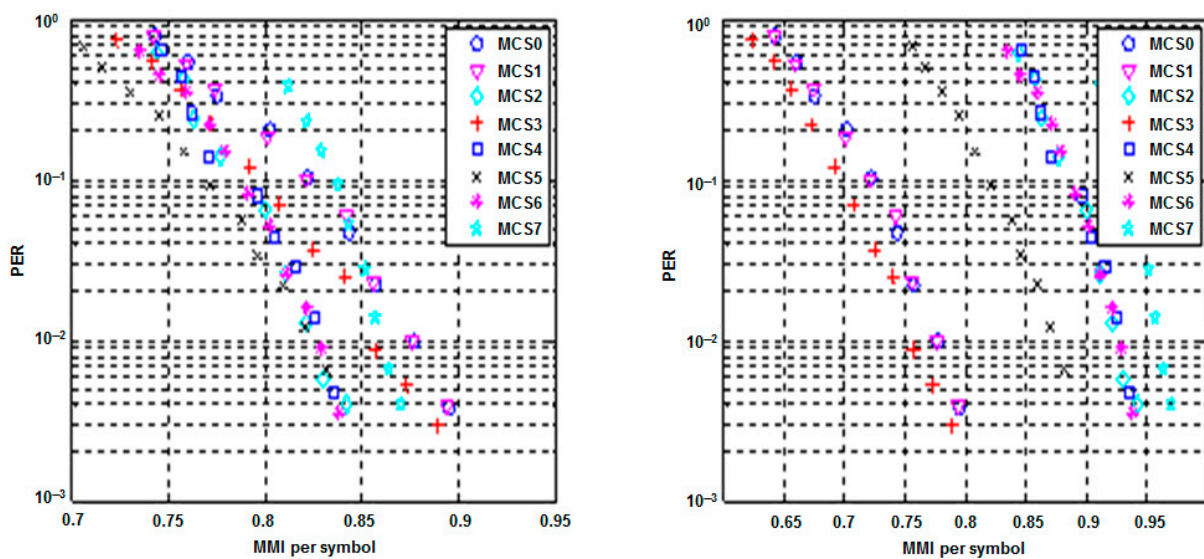 10⁰
10⁻¹
10⁻²
10⁻³
PER
0.7 0.75 0.8 0.85 0.9 0.95
MMI per symbol
MCS0
MCS1
MCS2
MCS3
MCS4
MCS5
MCS6
MCS7
10⁰
10⁻¹
10⁻²
10⁻³
PER
0.65 0.7 0.75 0.8 0.85 0.9 0.95
MMI per symbol
MCS0
MCS1
MCS2
MCS3
MCS4
MCS5
MCS6
MCS7